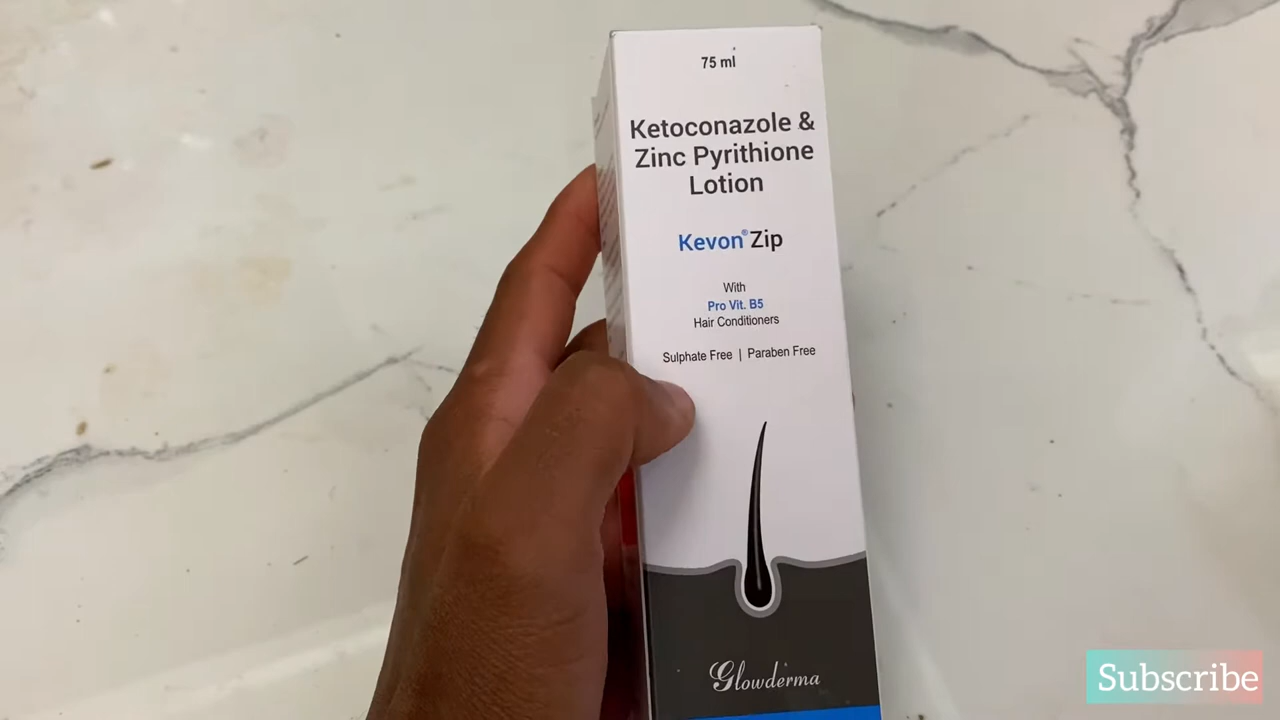 75 ml
Ketoconazole &
Zinc Pyrithione
Lotion
Kevon® Zip
With
Pro Vit. B5
Hair Conditioners
Sulphate Free | Paraben Free
Glowderma
Subscribe